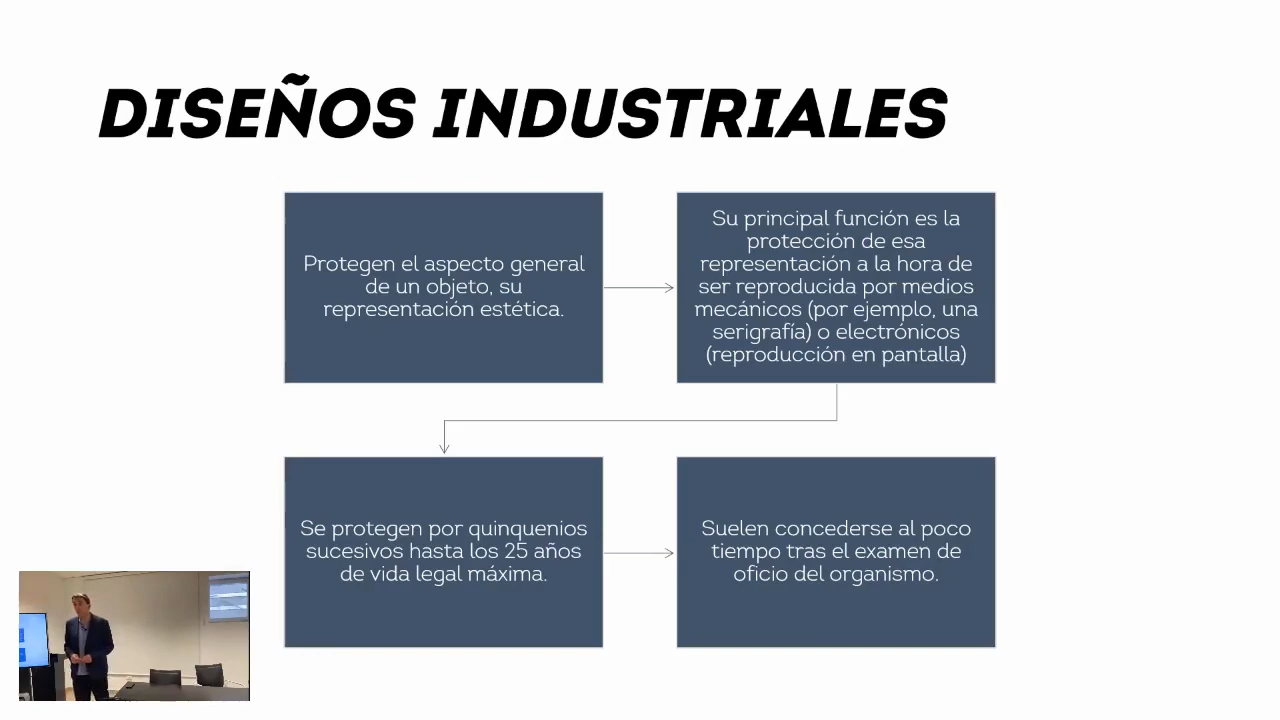 DISEÑOS INDUSTRIALES
Protegen el aspecto general
de un objeto, su
representación estética.
Su principal función es la
protección de esa
representación a la hora de
ser reproducida por medios
mecánicos (por ejemplo, una
serigrafía) o electrónicos
(reproducción en pantalla)
Se protegen por quinquenios
sucesivos hasta los 25 años
de vida legal máxima.
Suelen concederse al poco
tiempo tras el examen de
oficio del organismo.